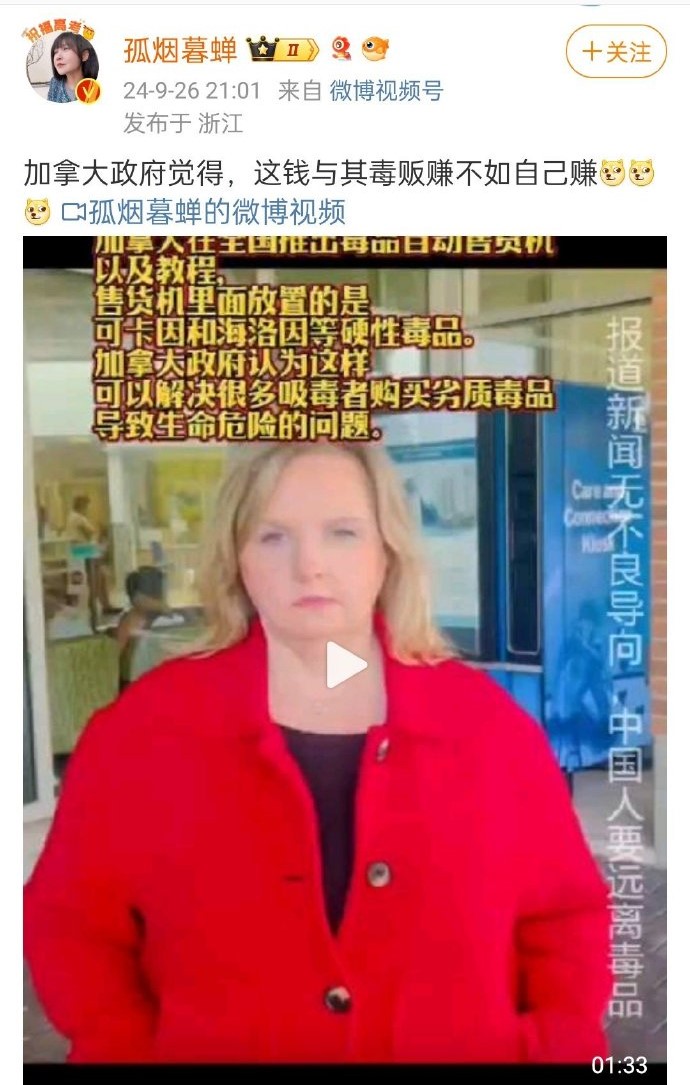 祝福高考
孤烟暮蝉
II
+关注
24-9-26 21:01 来自 微博视频号
发布于 浙江
加拿大政府觉得，这钱与其毒贩赚不如自己赚
孤烟暮蝉的微博视频
加拿大在全国推出毒品自动售货机
以及教程,
售货机里面放置的是
可卡因和海洛因等硬性毒品。
加拿大政府认为这样
可以解决很多吸毒者购买劣质毒品
导致生命危险的问题。
Care and
Connection
Kiosk
报道新闻无不良导向，中国人要远离毒品
01:33